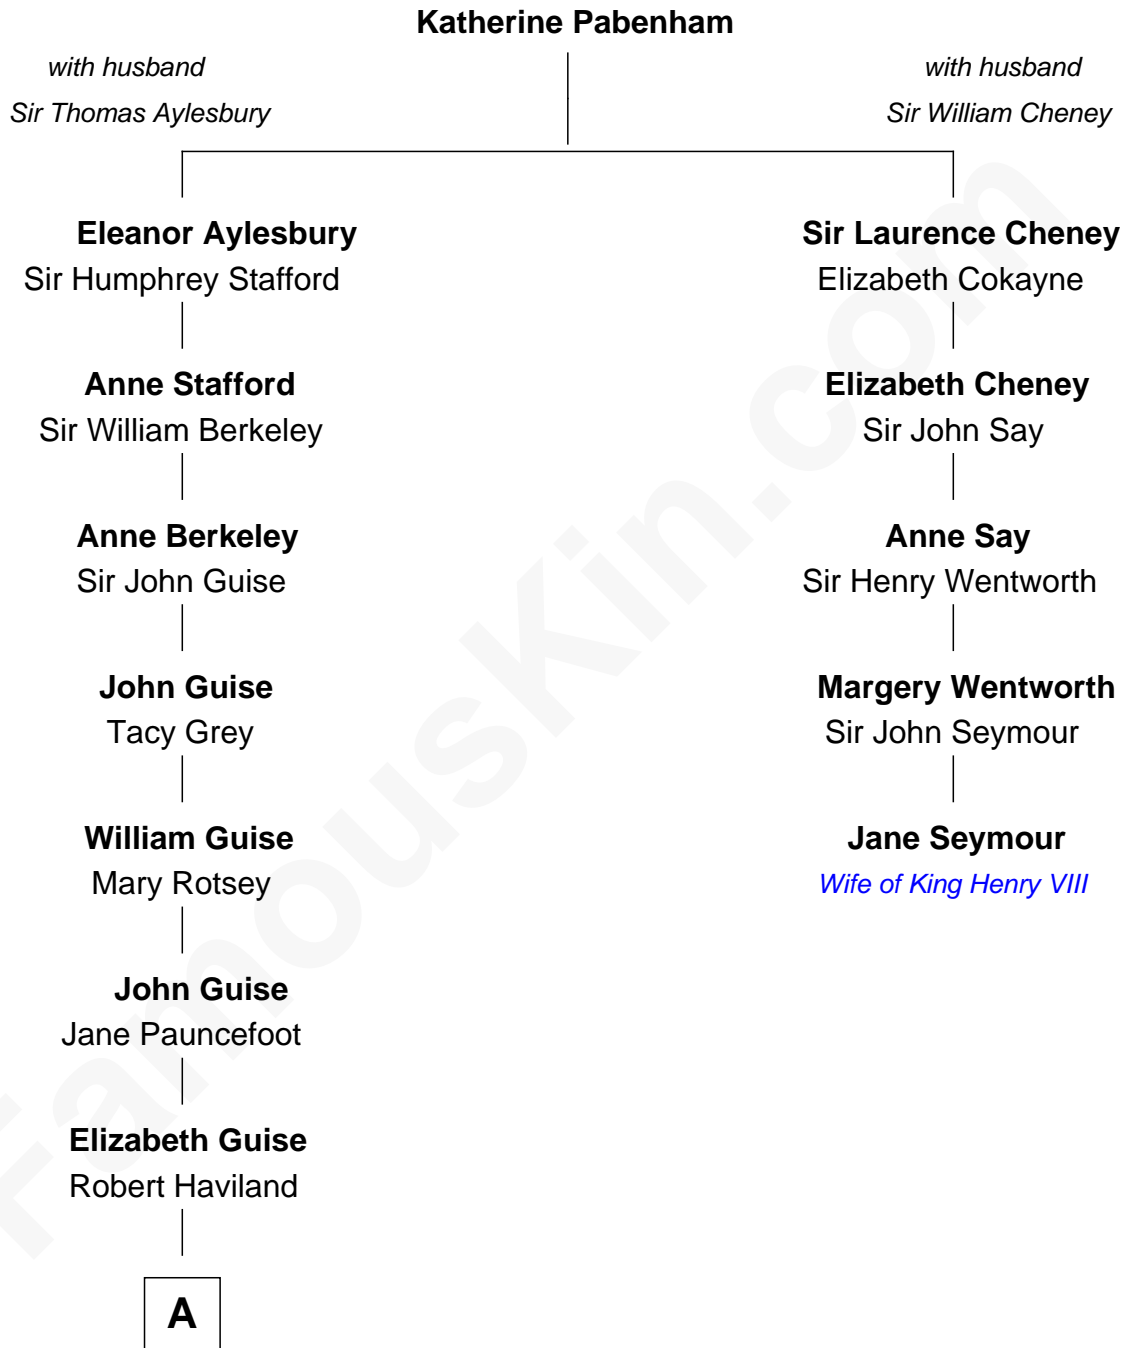 Katherine Pabenham
with husband
Sir Thomas Aylesbury
with husband
Sir William Cheney
Eleanor Aylesbury
Sir Humphrey Stafford
Anne Stafford
Sir William Berkeley
Anne Berkeley
Sir John Guise
John Guise
Tacy Grey
William Guise
Mary Rotsey
John Guise
Jane Pauncefoot
Elizabeth Guise
Robert Haviland
A
Sir Laurence Cheney
Elizabeth Cokayne
Elizabeth Cheney
Sir John Say
Anne Say
Sir Henry Wentworth
Margery Wentworth
Sir John Seymour
Jane Seymour
Wife of King Henry VIII
FamousKin.com